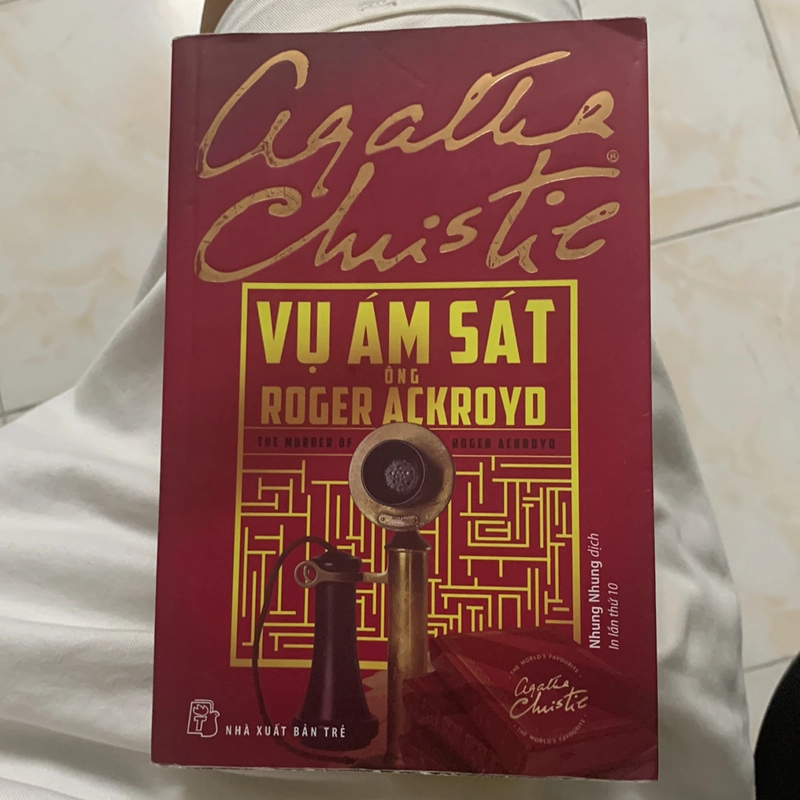 Agatha
Christie®
VỤ ÁM SÁT
ÔNG
ROGER ACKROYD
THE MURDER OF ROGER ACKROYD
Nhung Nhung dịch
In lần thứ 10
THE WORLD'S FAVOURITE
Agatha
Christie
THE WORLD'S FAVOURITE
NHÀ XUẤT BẢN TRẺ